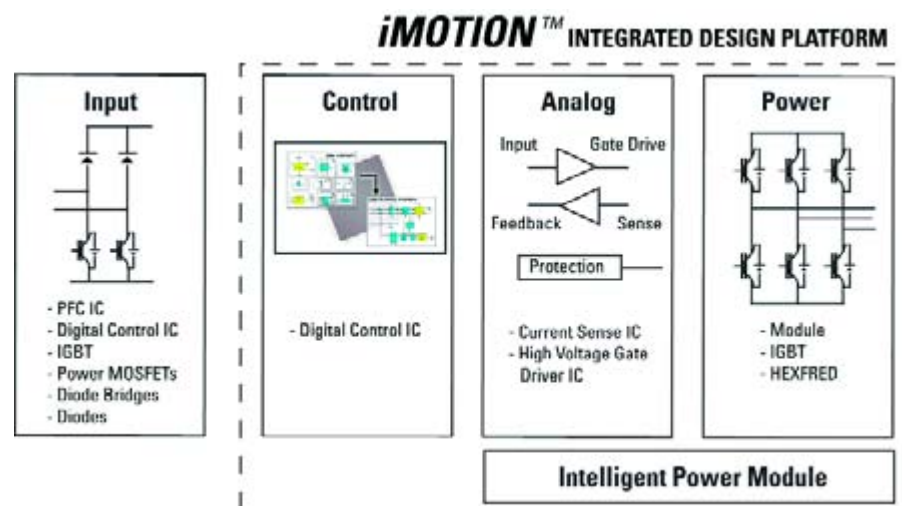 iMOTION™ INTEGRATED DESIGN PLATFORM
Input
- PFC IC
- Digital Control IC
- IGBT
- Power MOSFETs
- Diode Bridges
- Diodes
Control
- Digital Control IC
Analog
Input Gate Drive
Feedback Sense
Protection
- Current Sense IC
- High Voltage Gate
Driver IC
Power
- Module
- IGBT
- HEXFRED
Intelligent Power Module